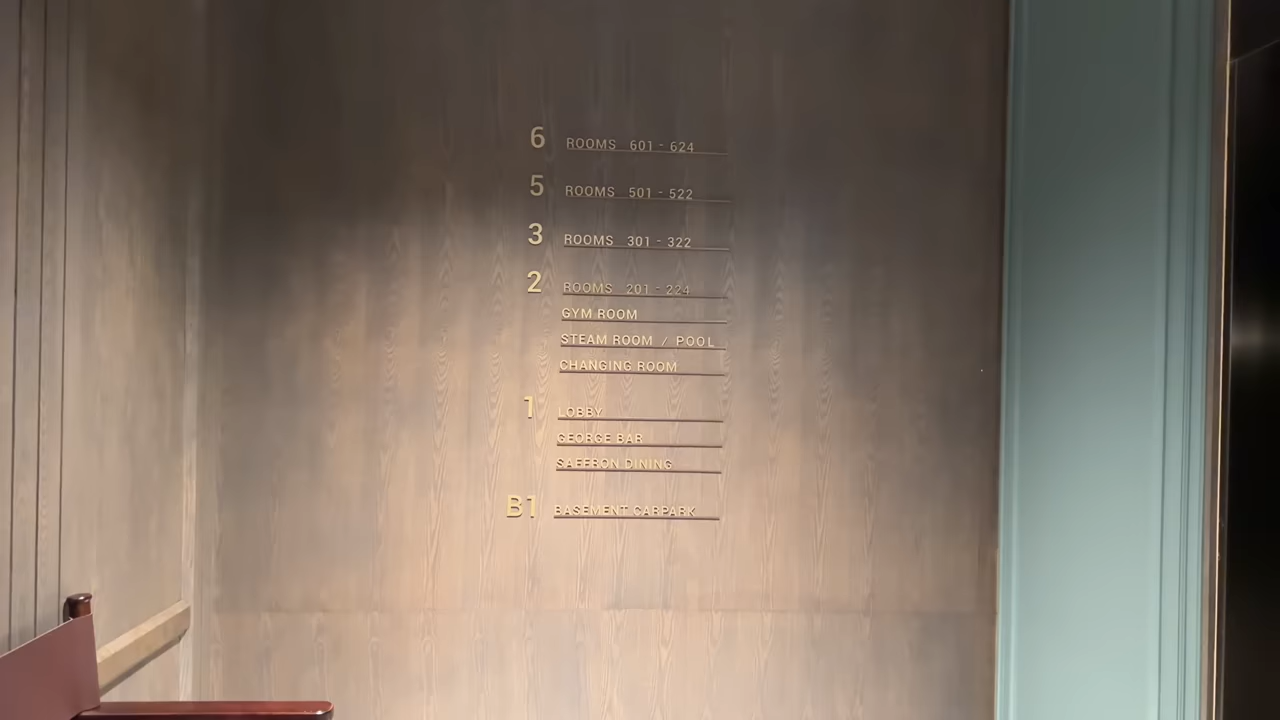 6 ROOMS 601 - 624
5 ROOMS 501 - 522
3 ROOMS 301 - 322
2 ROOMS 201 - 224
GYM ROOM
STEAM ROOM / POOL
CHANGING ROOM
1 LOBBY
GEORGE BAR
SAFFRON DINING
B1 BASEMENT CARPARK